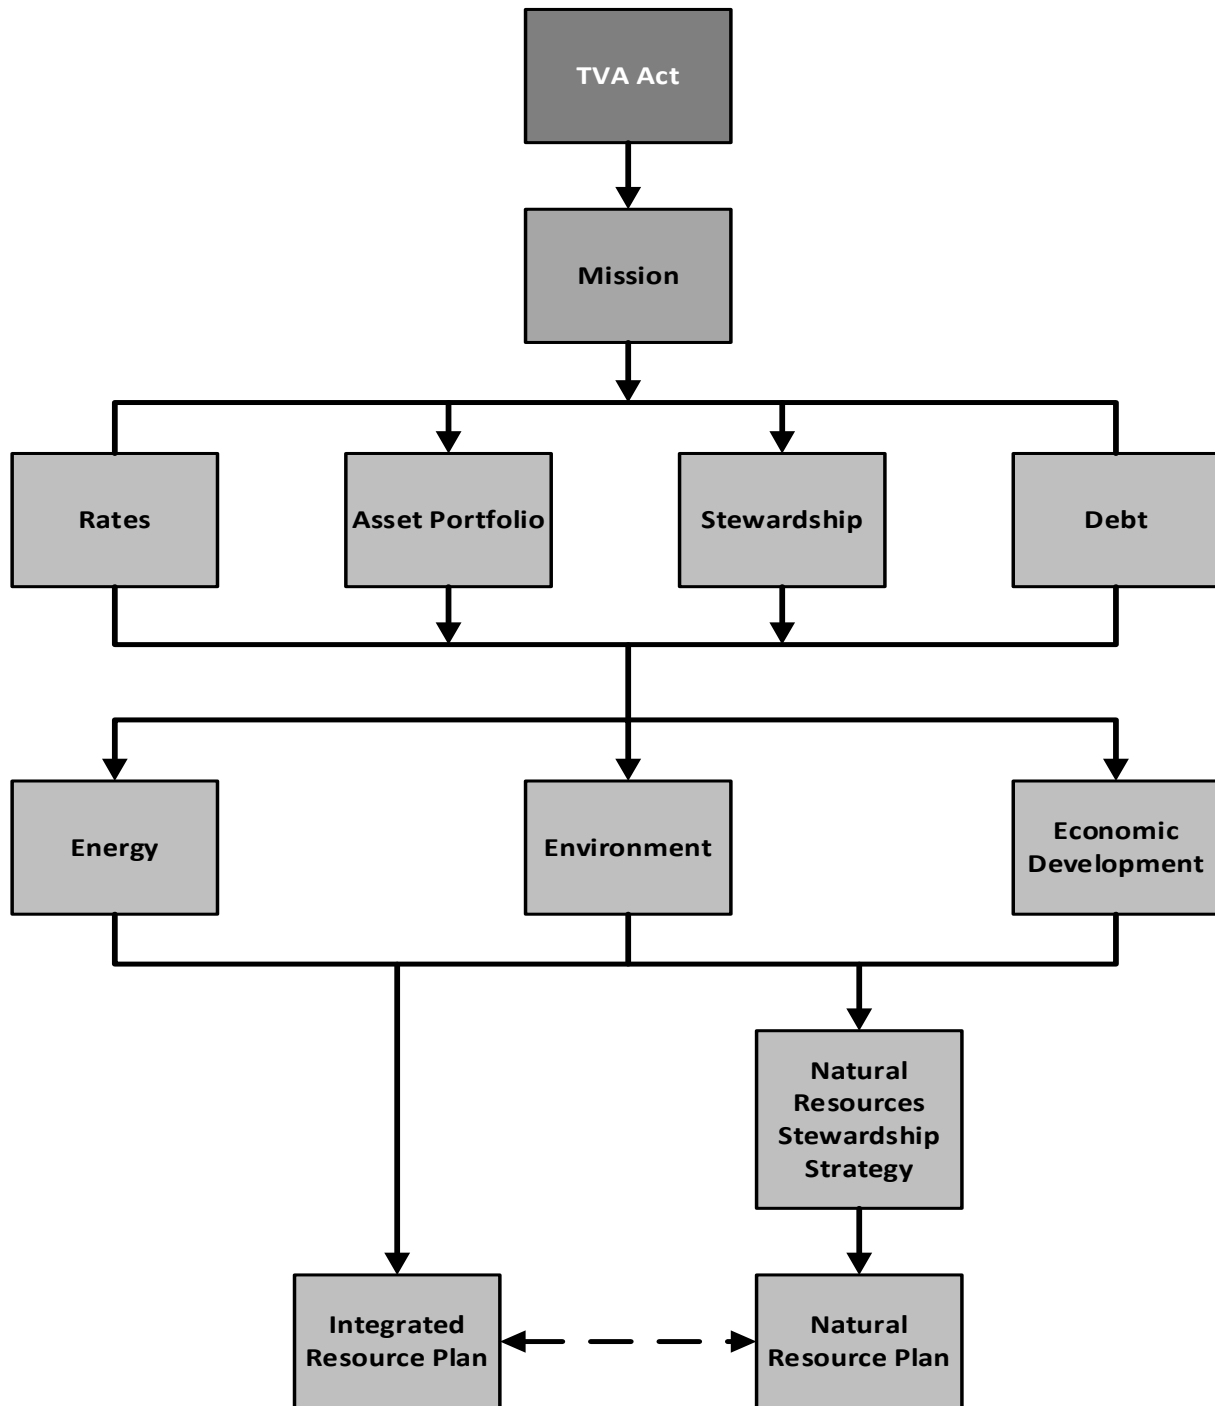 TVA Act
Mission
Rates
Asset Portfolio
Stewardship
Debt
Energy
Environment
Economic
Development
Natural
Resources
Stewardship
Strategy
Integrated
Resource Plan
Natural
Resource Plan